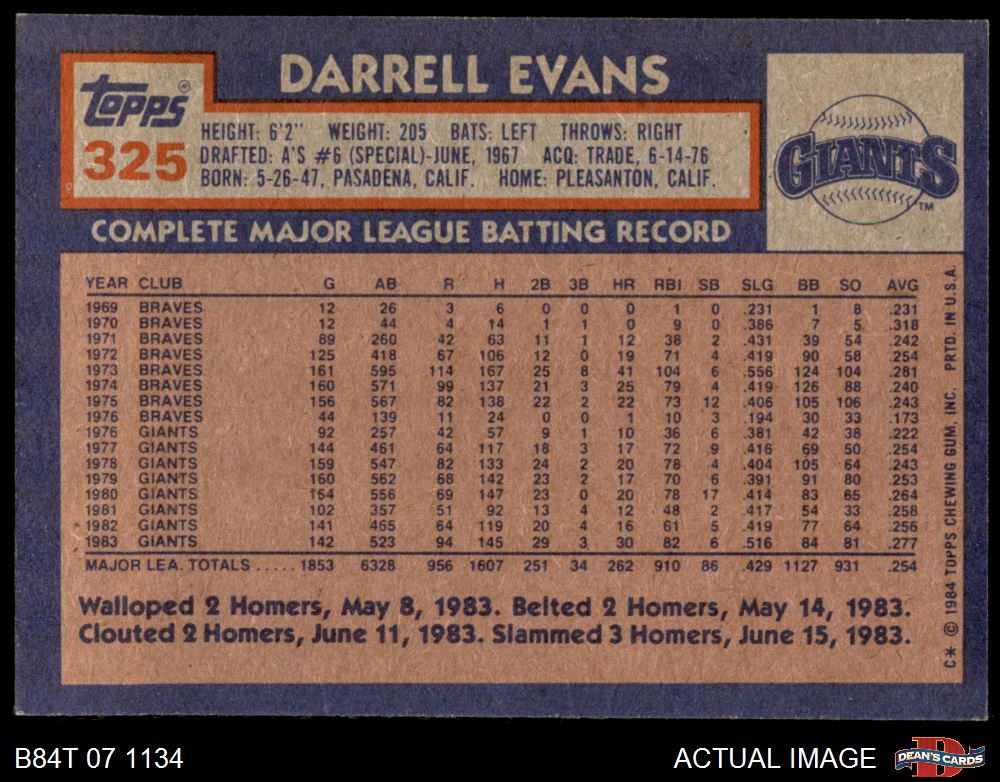 DARRELL EVANS
Topps®
325
HEIGHT: 6'2" WEIGHT: 205 BATS: LEFT THROWS: RIGHT
DRAFTED: A'S #6 (SPECIAL)-JUNE, 1967 ACQ: TRADE, 6-14-76
BORN: 5-26-47, PASADENA, CALIF. HOME: PLEASANTON, CALIF.
GIANTS
TM
COMPLETE MAJOR LEAGUE BATTING RECORD
YEAR CLUB G AB R H 2B 3B HR RBI SB SLG BB SO AVG
1969 BRAVES 12 26 3 6 0 0 0 1 0 .231 1 8 .231
1970 BRAVES 12 44 4 14 1 1 0 9 0 .386 7 5 .318
1971 BRAVES 89 260 42 63 11 1 12 38 2 .431 39 54 .242
1972 BRAVES 125 418 67 106 12 0 19 71 4 .419 90 58 .254
1973 BRAVES 161 595 114 167 25 8 41 104 6 .556 124 104 .281
1974 BRAVES 160 571 99 137 21 3 25 79 4 .419 126 88 .240
1975 BRAVES 156 567 82 138 22 2 22 73 12 .406 105 106 .243
1976 BRAVES 44 139 11 24 0 0 1 10 3 .194 30 33 .173
1976 GIANTS 92 257 42 57 9 1 10 36 6 .381 42 38 .222
1977 GIANTS 144 461 64 117 18 3 17 72 9 .416 69 50 .254
1978 GIANTS 159 547 82 133 24 2 20 78 4 .404 105 64 .243
1979 GIANTS 160 562 68 142 23 2 17 70 6 .391 91 80 .253
1980 GIANTS 154 556 69 147 23 0 20 78 17 .414 83 65 .264
1981 GIANTS 102 357 51 92 13 4 12 48 2 .417 54 33 .258
1982 GIANTS 141 465 64 119 20 4 16 61 5 .419 77 64 .256
1983 GIANTS 142 523 94 145 29 3 30 82 6 .516 84 81 .277
MAJOR LEA. TOTALS ..... 1853 6328 956 1607 251 34 262 910 86 .429 1127 931 .254
Walloped 2 Homers, May 8, 1983. Belted 2 Homers, May 14, 1983.
Clouted 2 Homers, June 11, 1983. Slammed 3 Homers, June 15, 1983.
C* © 1984 TOPPS CHEWING GUM, INC. PRTD. IN U.S.A.
B84T 07 1134
ACTUAL IMAGE
D
DEAN'S CARDS